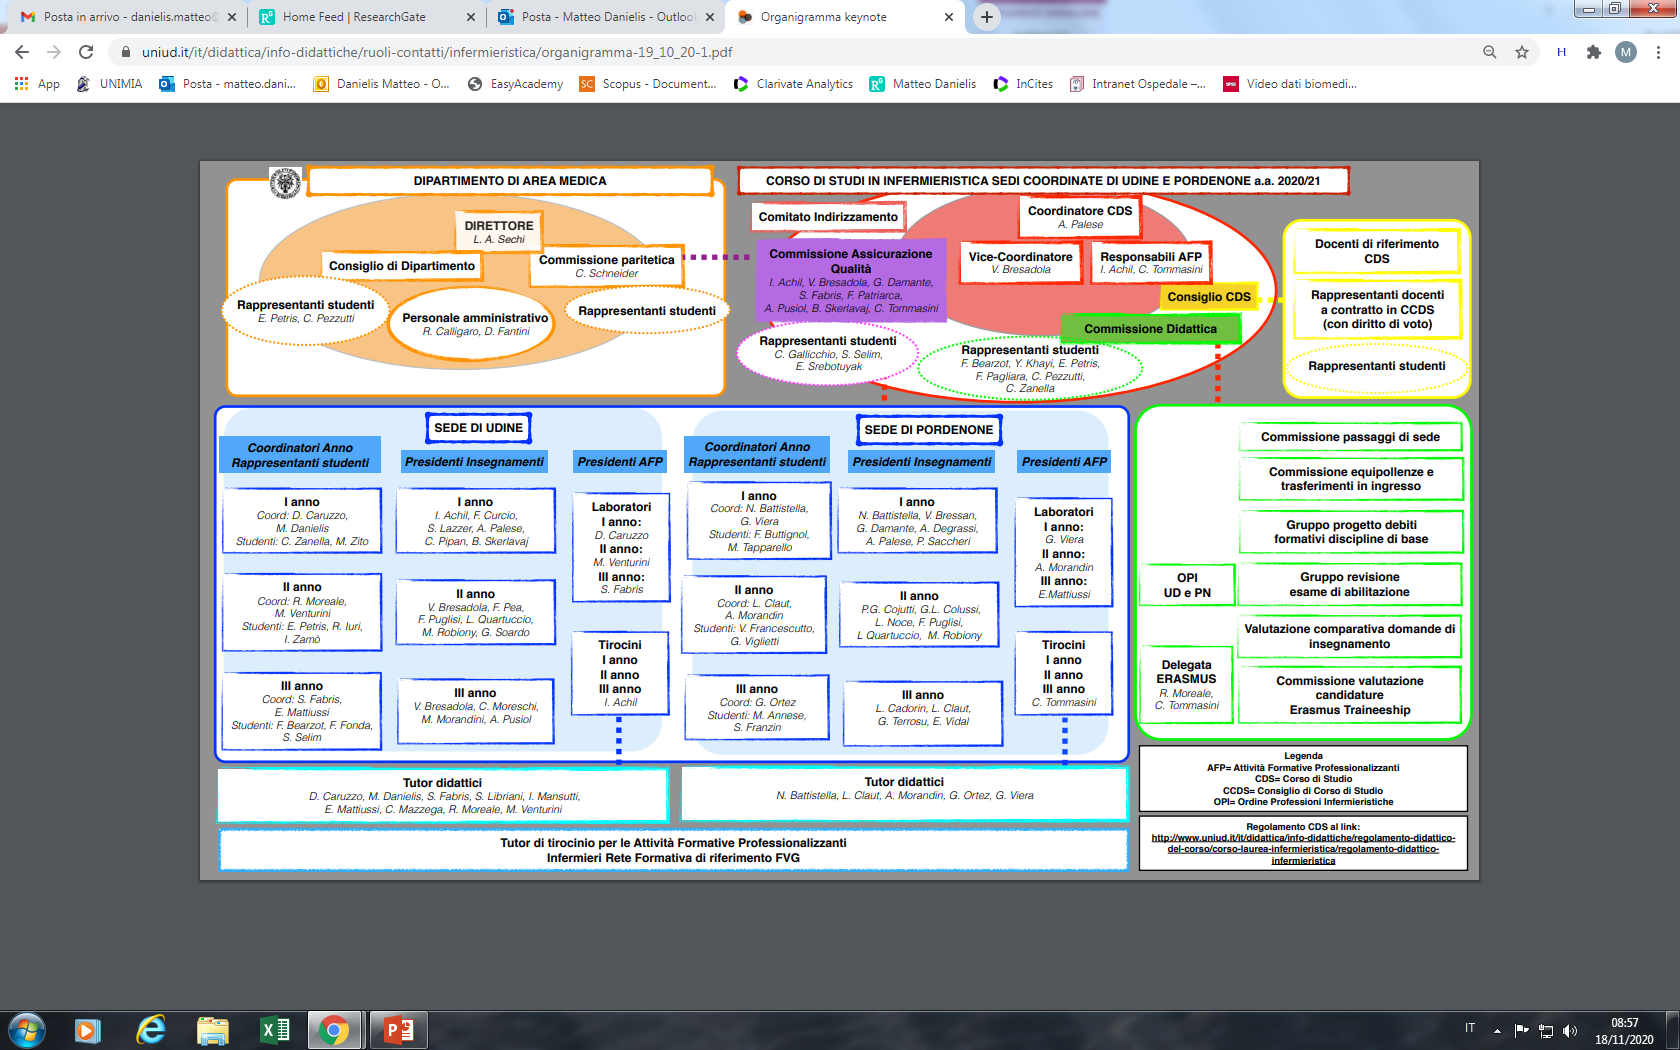 Posta in arrivo - danielis.matteo@
Home Feed | ResearchGate
Posta - Matteo Danielis - Outlook
Organigramma keynote
uniud.it/it/didattica/info-didattiche/ruoli-contatti/infermieristica/organigramma-19_10_20-1.pdf
M
App
UNIMIA
Posta - matteo.dani...
Danielis Matteo - O...
EasyAcademy
Scopus - Document...
Clarivate Analytics
Matteo Danielis
InCites
Intranet Ospedale –...
Video dati biomedi...
DIPARTIMENTO DI AREA MEDICA
DIRETTORE
L. A. Sechi
Consiglio di Dipartimento
Commissione paritetica
C. Schneider
Rappresentanti studenti
E. Petris, C. Pezzutti
Personale amministrativo
R. Calligaro, D. Fantini
Rappresentanti studenti
CORSO DI STUDI IN INFERMIERISTICA SEDI COORDINATE DI UDINE E PORDENONE a.a. 2020/21
Comitato Indirizzamento
Coordinatore CDS
A. Palese
Commissione Assicurazione
Qualità
I. Achil, V. Bresadola, G. Damante,
S. Fabris, F. Patriarca,
A. Pusiol, B. Skerlavaj, C. Tommasini
Vice-Coordinatore
V. Bresadola
Responsabili AFP
I. Achil, C. Tommasini
Consiglio CDS
Commissione Didattica
Rappresentanti studenti
C. Gallicchio, S. Selim,
E. Srebotuyak
Rappresentanti studenti
F. Bearzot, Y. Khayi, E. Petris,
F. Pagliara, C. Pezzutti,
C. Zanella
Docenti di riferimento
CDS
Rappresentanti docenti
a contratto in CCDS
(con diritto di voto)
Rappresentanti studenti
SEDE DI UDINE
Coordinatori Anno
Rappresentanti studenti
Presidenti Insegnamenti
Presidenti AFP
I anno
Coord: D. Caruzzo,
M. Danielis
Studenti: C. Zanella, M. Zito
I anno
I. Achil, F. Curcio,
S. Lazzer, A. Palese,
C. Pipan, B. Skerlavaj
Laboratori
I anno:
D. Caruzzo
II anno:
M. Venturini
III anno:
S. Fabris
II anno
Coord: R. Moreale,
M. Venturini
Studenti: E. Petris, R. Iuri,
I. Zamò
II anno
V. Bresadola, F. Pea,
F. Puglisi, L. Quartuccio,
M. Robiony, G. Soardo
Tirocini
I anno
II anno
III anno
I. Achil
III anno
Coord: S. Fabris,
E. Mattiussi
Studenti: F. Bearzot, F. Fonda,
S. Selim
III anno
V. Bresadola, C. Moreschi,
M. Morandini, A. Pusiol
SEDE DI PORDENONE
Coordinatori Anno
Rappresentanti studenti
Presidenti Insegnamenti
Presidenti AFP
I anno
Coord: N. Battistella,
G. Viera
Studenti: F. Buttignol,
M. Tapparello
I anno
N. Battistella, V. Bressan,
G. Damante, A. Degrassi,
A. Palese, P. Saccheri
Laboratori
I anno:
G. Viera
II anno:
A. Morandin
III anno:
E.Mattiussi
II anno
Coord: L. Claut,
A. Morandin
Studenti: V. Francescutto,
G. Viglietti
II anno
P.G. Cojutti, G.L. Colussi,
L. Noce, F. Puglisi,
L Quartuccio, M. Robiony
Tirocini
I anno
II anno
III anno
C. Tommasini
III anno
Coord: G. Ortez
Studenti: M. Annese,
S. Franzin
III anno
L. Cadorin, L. Claut,
G. Terrosu, E. Vidal
Commissione passaggi di sede
Commissione equipollenze e
trasferimenti in ingresso
Gruppo progetto debiti
formativi discipline di base
OPI
UD e PN
Gruppo revisione
esame di abilitazione
Valutazione comparativa domande di
insegnamento
Delegata
ERASMUS
R. Moreale,
C. Tommasini
Commissione valutazione
candidature
Erasmus Traineeship
Tutor didattici
D. Caruzzo, M. Danielis, S. Fabris, S. Libriani, I. Mansutti,
E. Mattiussi, C. Mazzega, R. Moreale, M. Venturini
Tutor didattici
N. Battistella, L. Claut, A. Morandin, G. Ortez, G. Viera
Tutor di tirocinio per le Attività Formative Professionalizzanti
Infermieri Rete Formativa di riferimento FVG
Legenda
AFP= Attività Formative Professionalizzanti
CDS= Corso di Studio
CCDS= Consiglio di Corso di Studio
OPI= Ordine Professioni Infermieristiche
Regolamento CDS al link:
http://www.uniud.it/it/didattica/info-didattiche/regolamento-didattico-
del-corso/corso-laurea-infermieristica/regolamento-didattico-
infermieristica
IT
08:57
18/11/2020